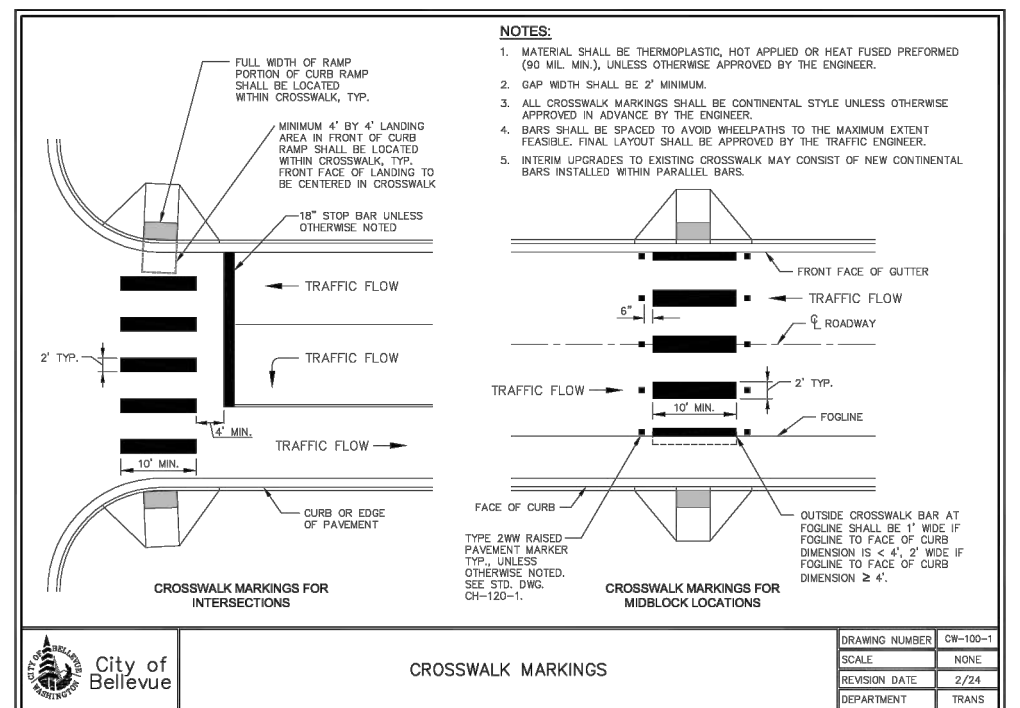 NOTES:
1. MATERIAL SHALL BE THERMOPLASTIC, HOT APPLIED OR HEAT FUSED PREFORMED
(90 MIL. MIN.), UNLESS OTHERWISE APPROVED BY THE ENGINEER.
2. GAP WIDTH SHALL BE 2' MINIMUM.
3. ALL CROSSWALK MARKINGS SHALL BE CONTINENTAL STYLE UNLESS OTHERWISE
APPROVED IN ADVANCE BY THE ENGINEER.
4. BARS SHALL BE SPACED TO AVOID WHEELPATHS TO THE MAXIMUM EXTENT
FEASIBLE. FINAL LAYOUT SHALL BE APPROVED BY THE TRAFFIC ENGINEER.
5. INTERIM UPGRADES TO EXISTING CROSSWALK MAY CONSIST OF NEW CONTINENTAL
BARS INSTALLED WITHIN PARALLEL BARS.
FULL WIDTH OF RAMP
PORTION OF CURB RAMP
SHALL BE LOCATED
WITHIN CROSSWALK, TYP.
MINIMUM 4' BY 4' LANDING
AREA IN FRONT OF CURB
RAMP SHALL BE LOCATED
WITHIN CROSSWALK, TYP.
FRONT FACE OF LANDING TO
BE CENTERED IN CROSSWALK
18" STOP BAR UNLESS
OTHERWISE NOTED
TRAFFIC FLOW
TRAFFIC FLOW
2' TYP.
4' MIN.
TRAFFIC FLOW
10' MIN.
CURB OR EDGE
OF PAVEMENT
CROSSWALK MARKINGS FOR
INTERSECTIONS
FRONT FACE OF GUTTER
TRAFFIC FLOW
6"
℄ ROADWAY
2' TYP.
TRAFFIC FLOW
10' MIN.
FOGLINE
FACE OF CURB
TYPE 2WW RAISED
PAVEMENT MARKER
TYP., UNLESS
OTHERWISE NOTED.
SEE STD. DWG.
CH-120-1.
OUTSIDE CROSSWALK BAR AT
FOGLINE SHALL BE 1' WIDE IF
FOGLINE TO FACE OF CURB
DIMENSION IS < 4', 2' WIDE IF
FOGLINE TO FACE OF CURB
DIMENSION ≥ 4'.
CROSSWALK MARKINGS FOR
MIDBLOCK LOCATIONS
CITY OF BELLEVUE
WASHINGTON
City of
Bellevue
CROSSWALK MARKINGS
DRAWING NUMBER CW-100-1
SCALE NONE
REVISION DATE 2/24
DEPARTMENT TRANS